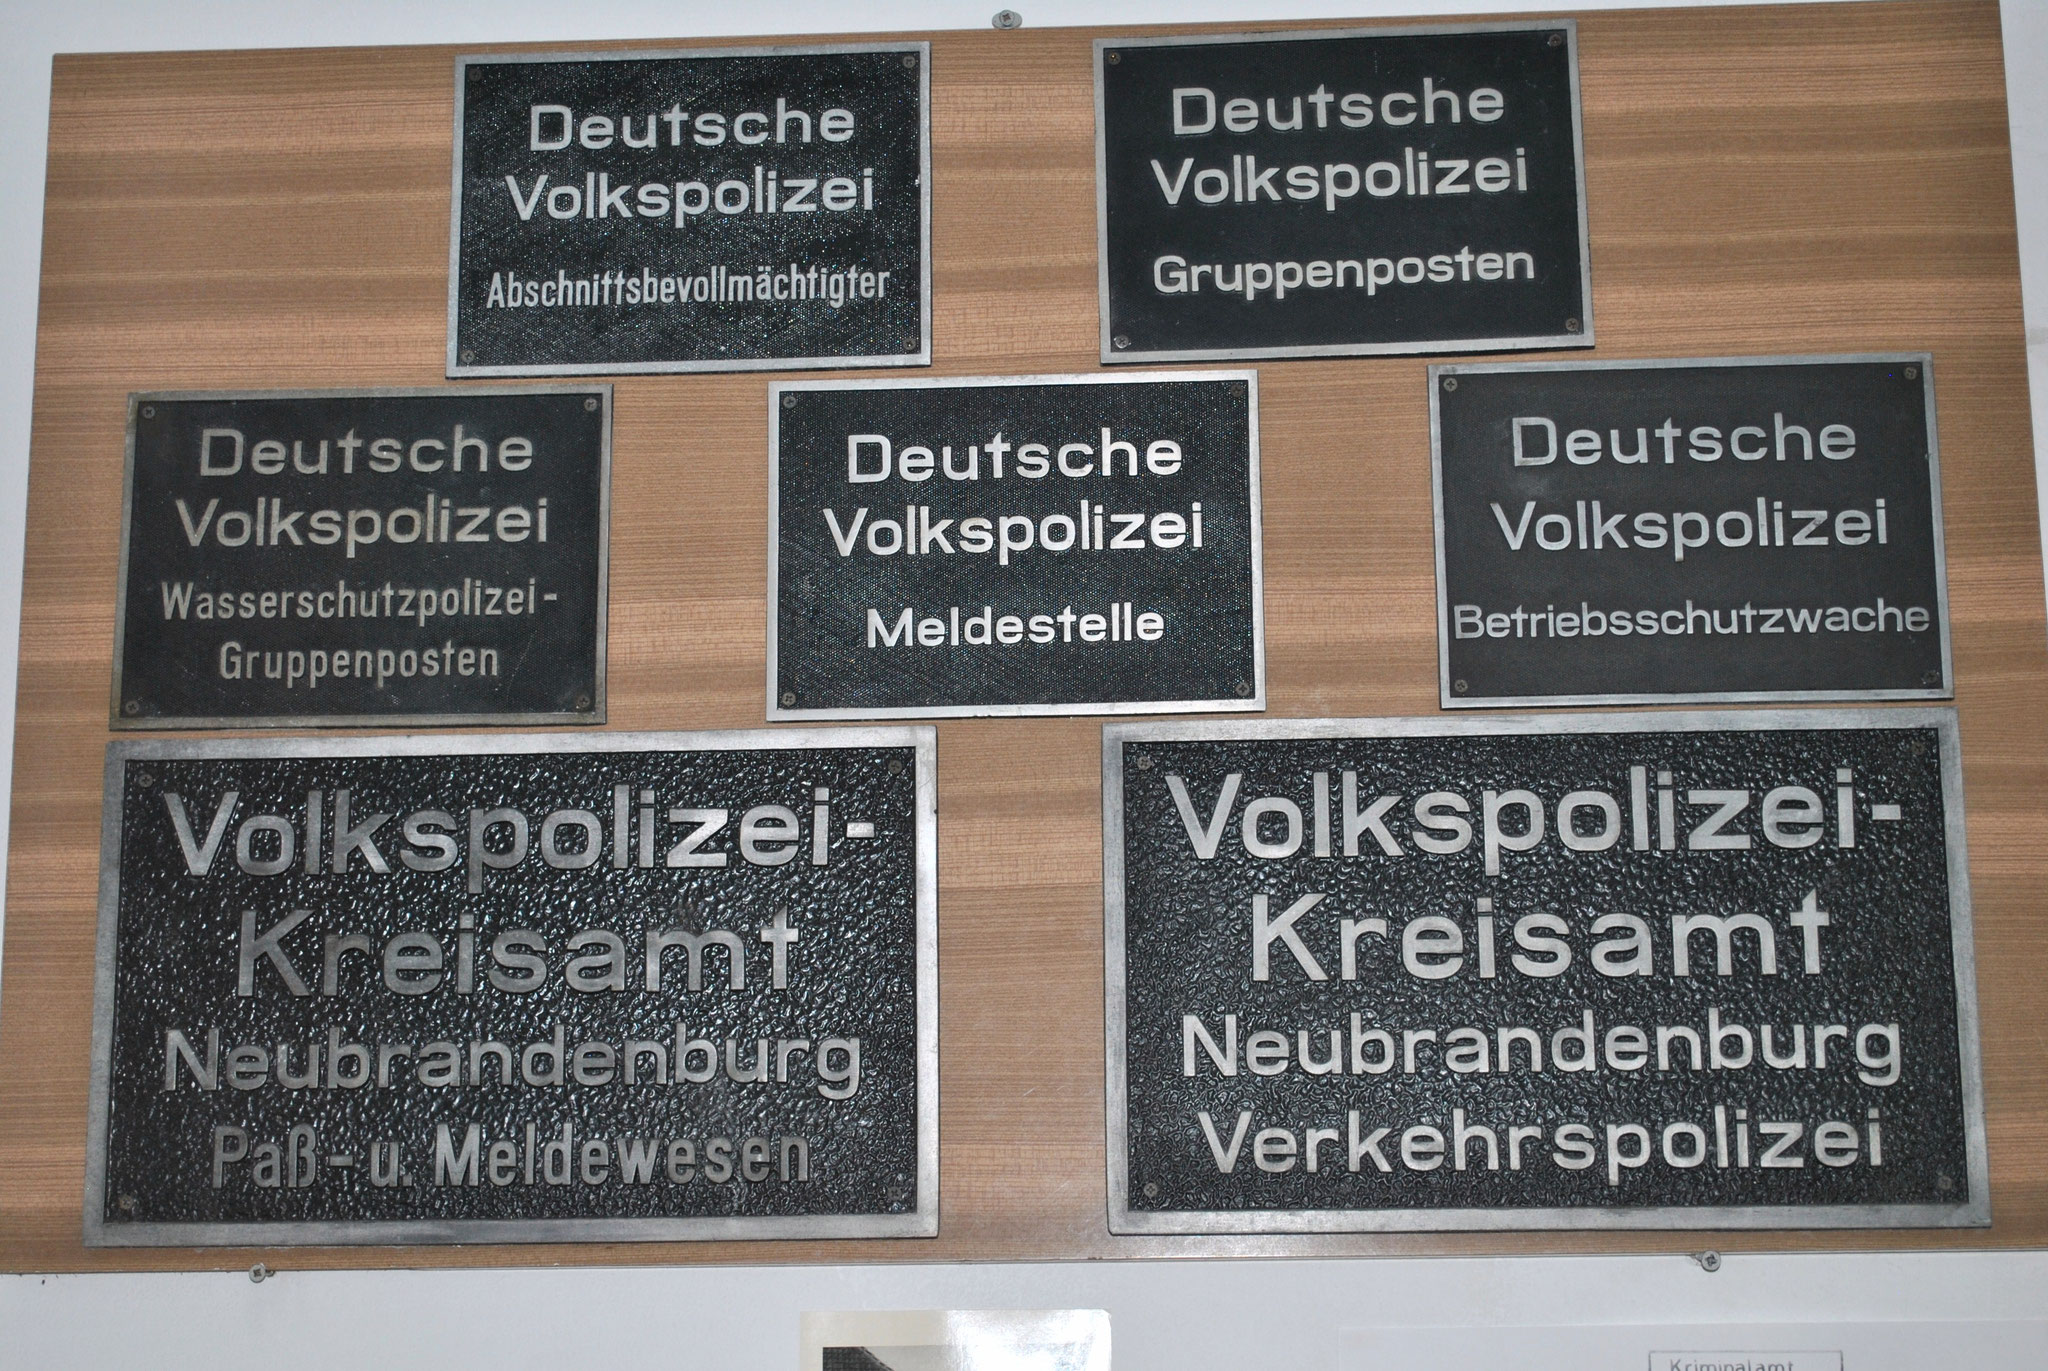 Deutsche
Volkspolizei
Abschnittsbevollmächtigter
Deutsche
Volkspolizei
Gruppenposten
Deutsche
Volkspolizei
Wasserschutzpolizei-
Gruppenposten
Deutsche
Volkspolizei
Meldestelle
Deutsche
Volkspolizei
Betriebsschutzwache
Volkspolizei-
Kreisamt
Neubrandenburg
Paß- u. Meldewesen
Volkspolizei-
Kreisamt
Neubrandenburg
Verkehrspolizei
Kriminalamt